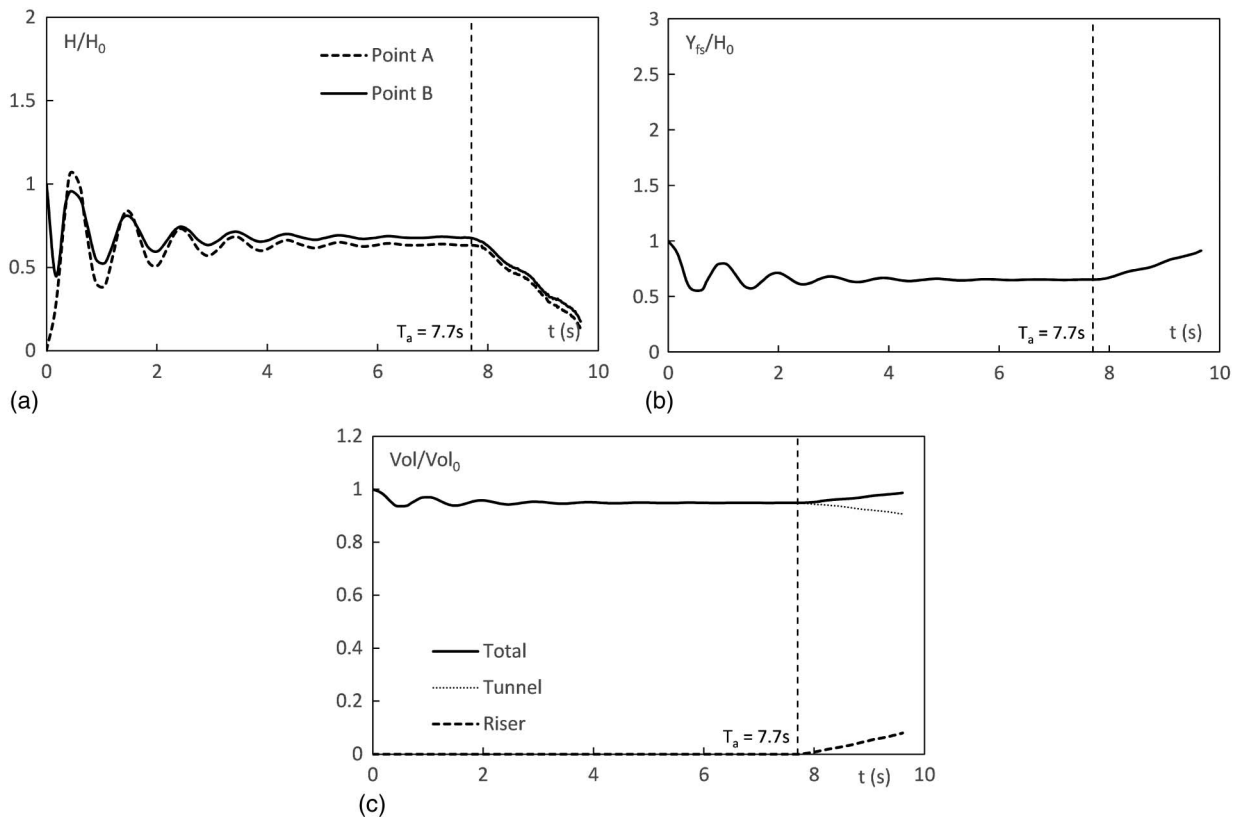 2
H/H0
Point A
1.5
Point B
1
0.5
Ta = 7.7s
t (s)
0
0 2 4 6 8 10
(a)
3
Yfs/H0
2.5
2
1.5
1
0.5
Ta = 7.7s
t (s)
0
0 2 4 6 8 10
(b)
1.2
Vol/Vol0
1
0.8
0.6
0.4
Total
Tunnel
0.2
Riser
Ta = 7.7s
0
0 2 4 6 8 10
t (s)
(c)